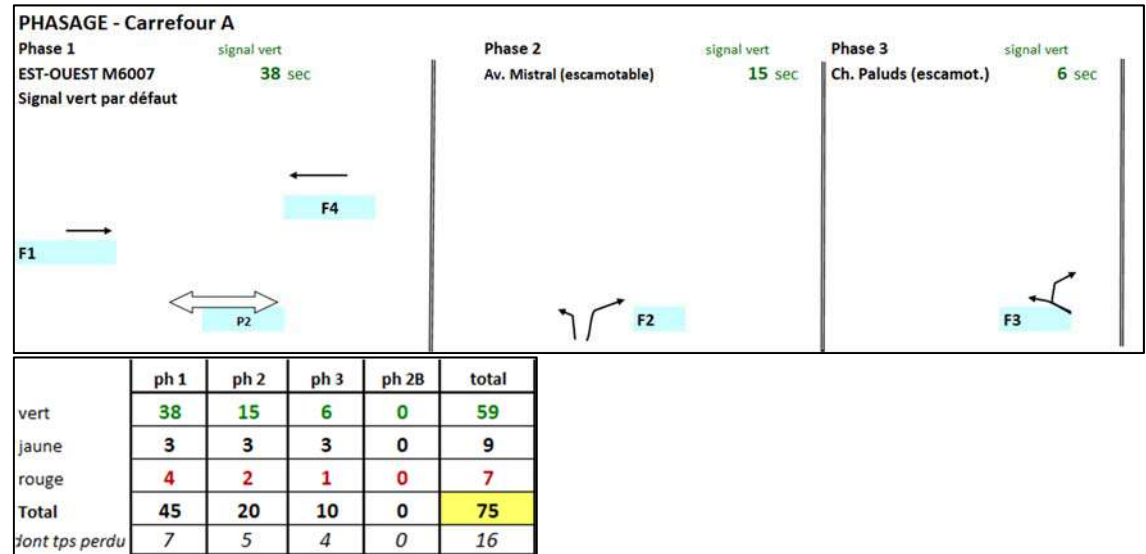 PHASAGE - Carrefour A
Phase 1 signal vert
EST-OUEST M6007 38 sec
Signal vert par défaut
F4
F1
P2
Phase 2 signal vert
Av. Mistral (escamotable) 15 sec
F2
Phase 3 signal vert
Ch. Paluds (escamot.) 6 sec
F3
ph 1 ph 2 ph 3 ph 2B total
vert 38 15 6 0 59
jaune 3 3 3 0 9
rouge 4 2 1 0 7
Total 45 20 10 0 75
dont tps perdu 7 5 4 0 16